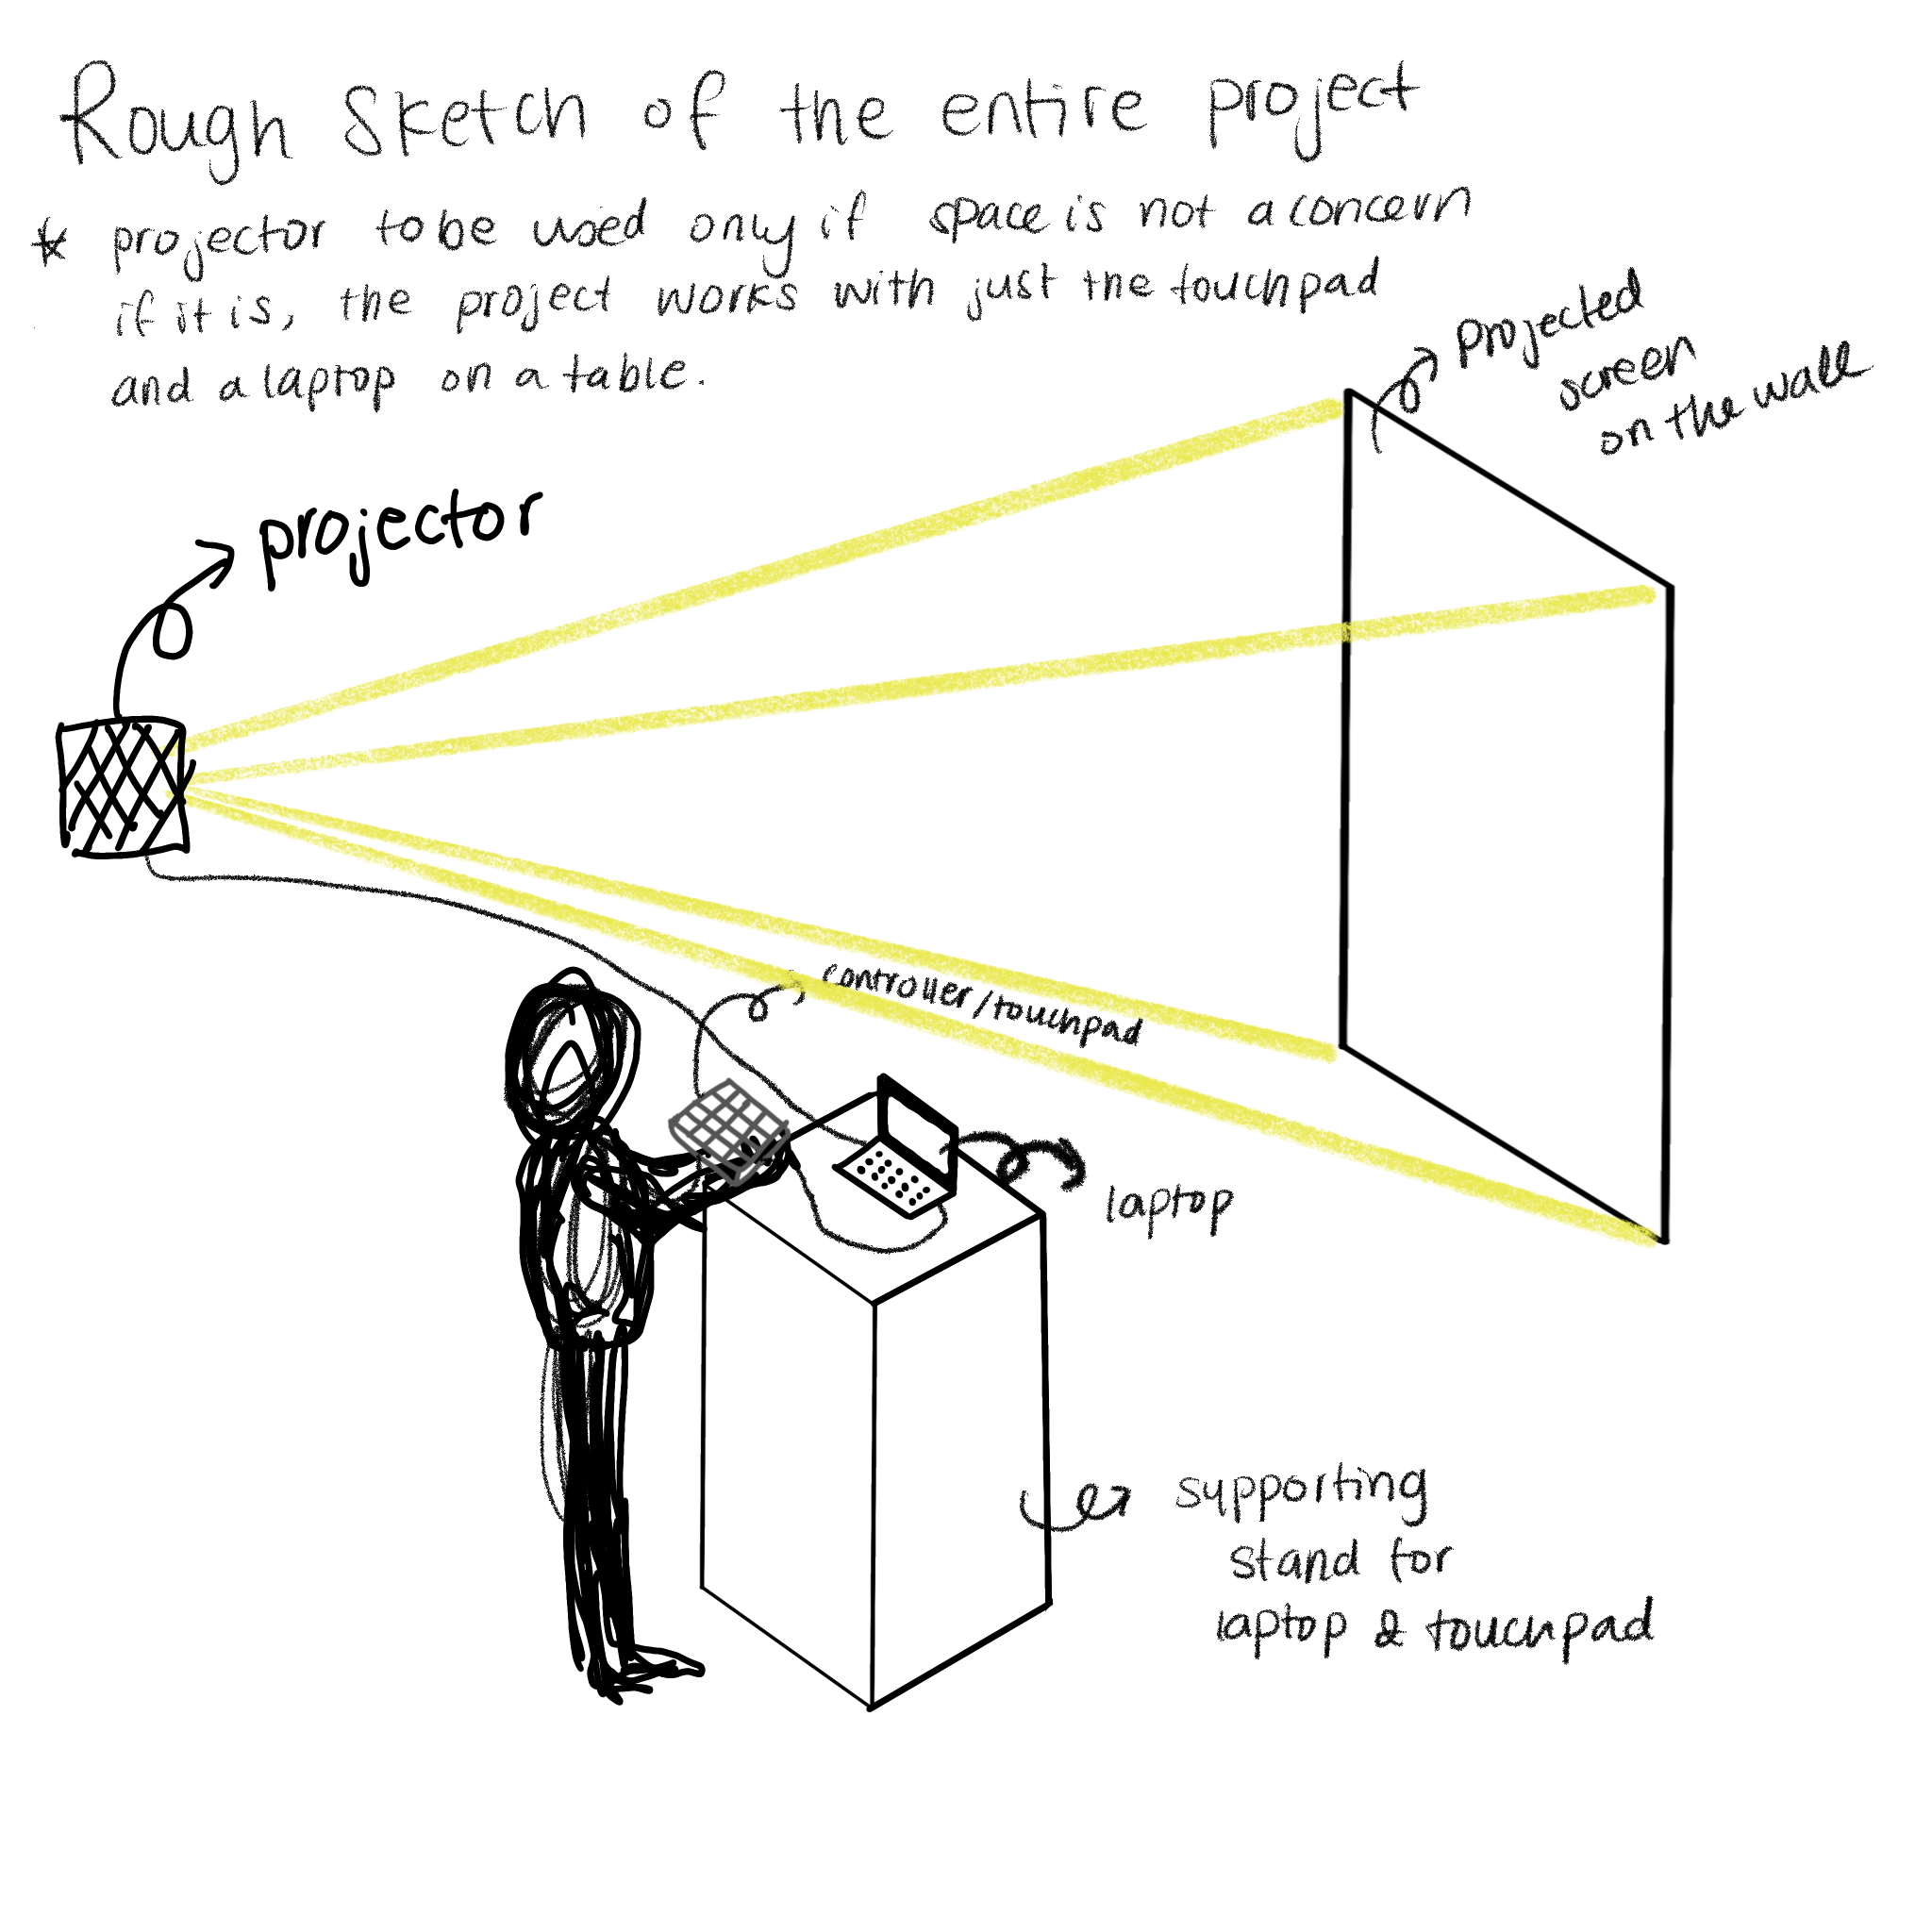 Rough Sketch of the entire project
* projector to be used only if space is not a concern
if it is, the project works with just the touchpad
and a laptop on a table.
projected
screen
on the wall
projector
controller/touchpad
laptop
supporting
stand for
laptop & touchpad